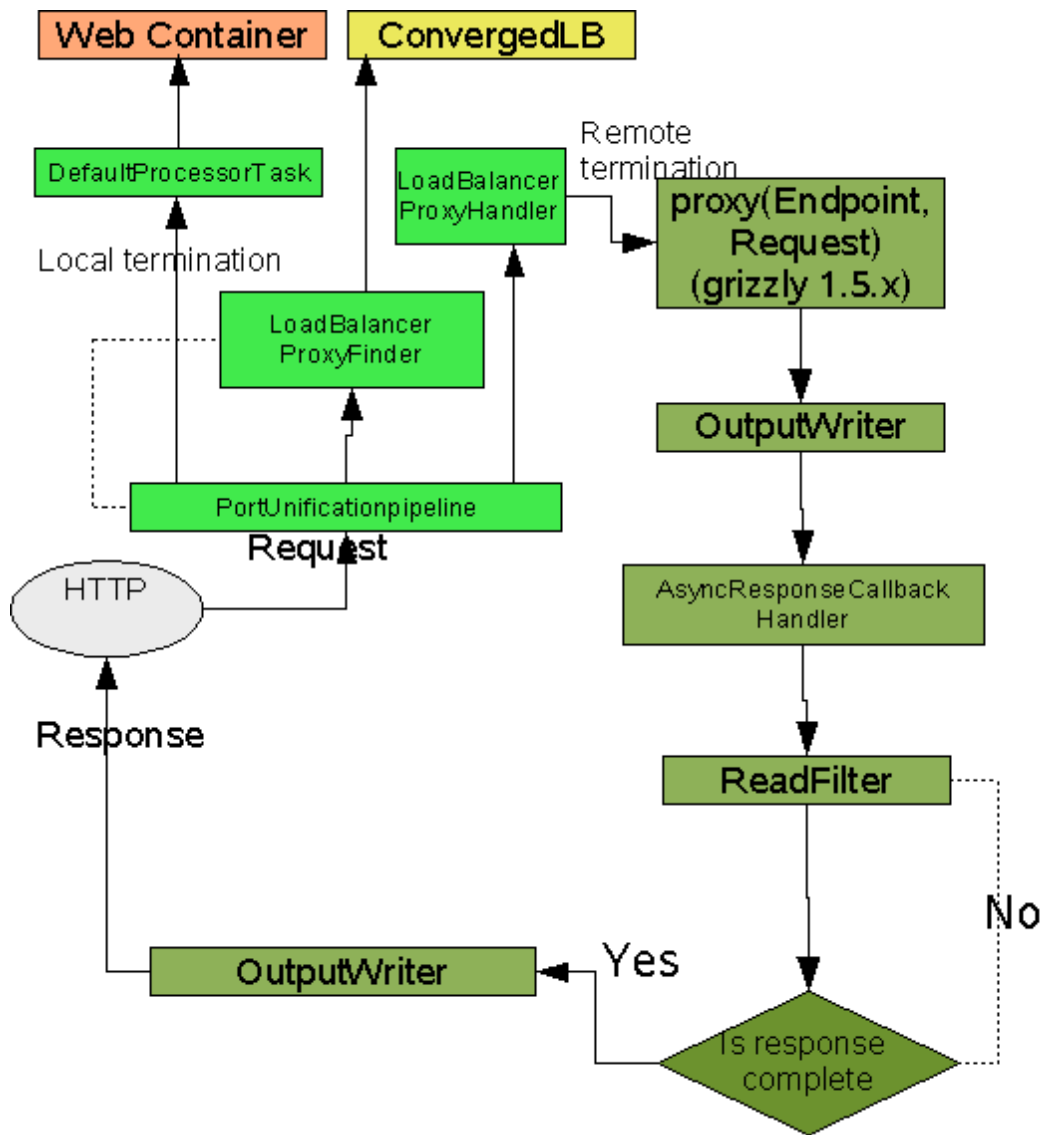 Web Container
ConvergedLB
Remote
termination
DefaultProcessorTask
LoadBalancer
ProxyHandler
proxy(Endpoint,
Request)
(grizzly 1.5.x)
Local termination
LoadBalancer
ProxyFinder
OutputWriter
PortUnificationpipeline
Request
HTTP
AsyncResponseCallback
Handler
Response
ReadFilter
No
Yes
OutputWriter
Is response
complete